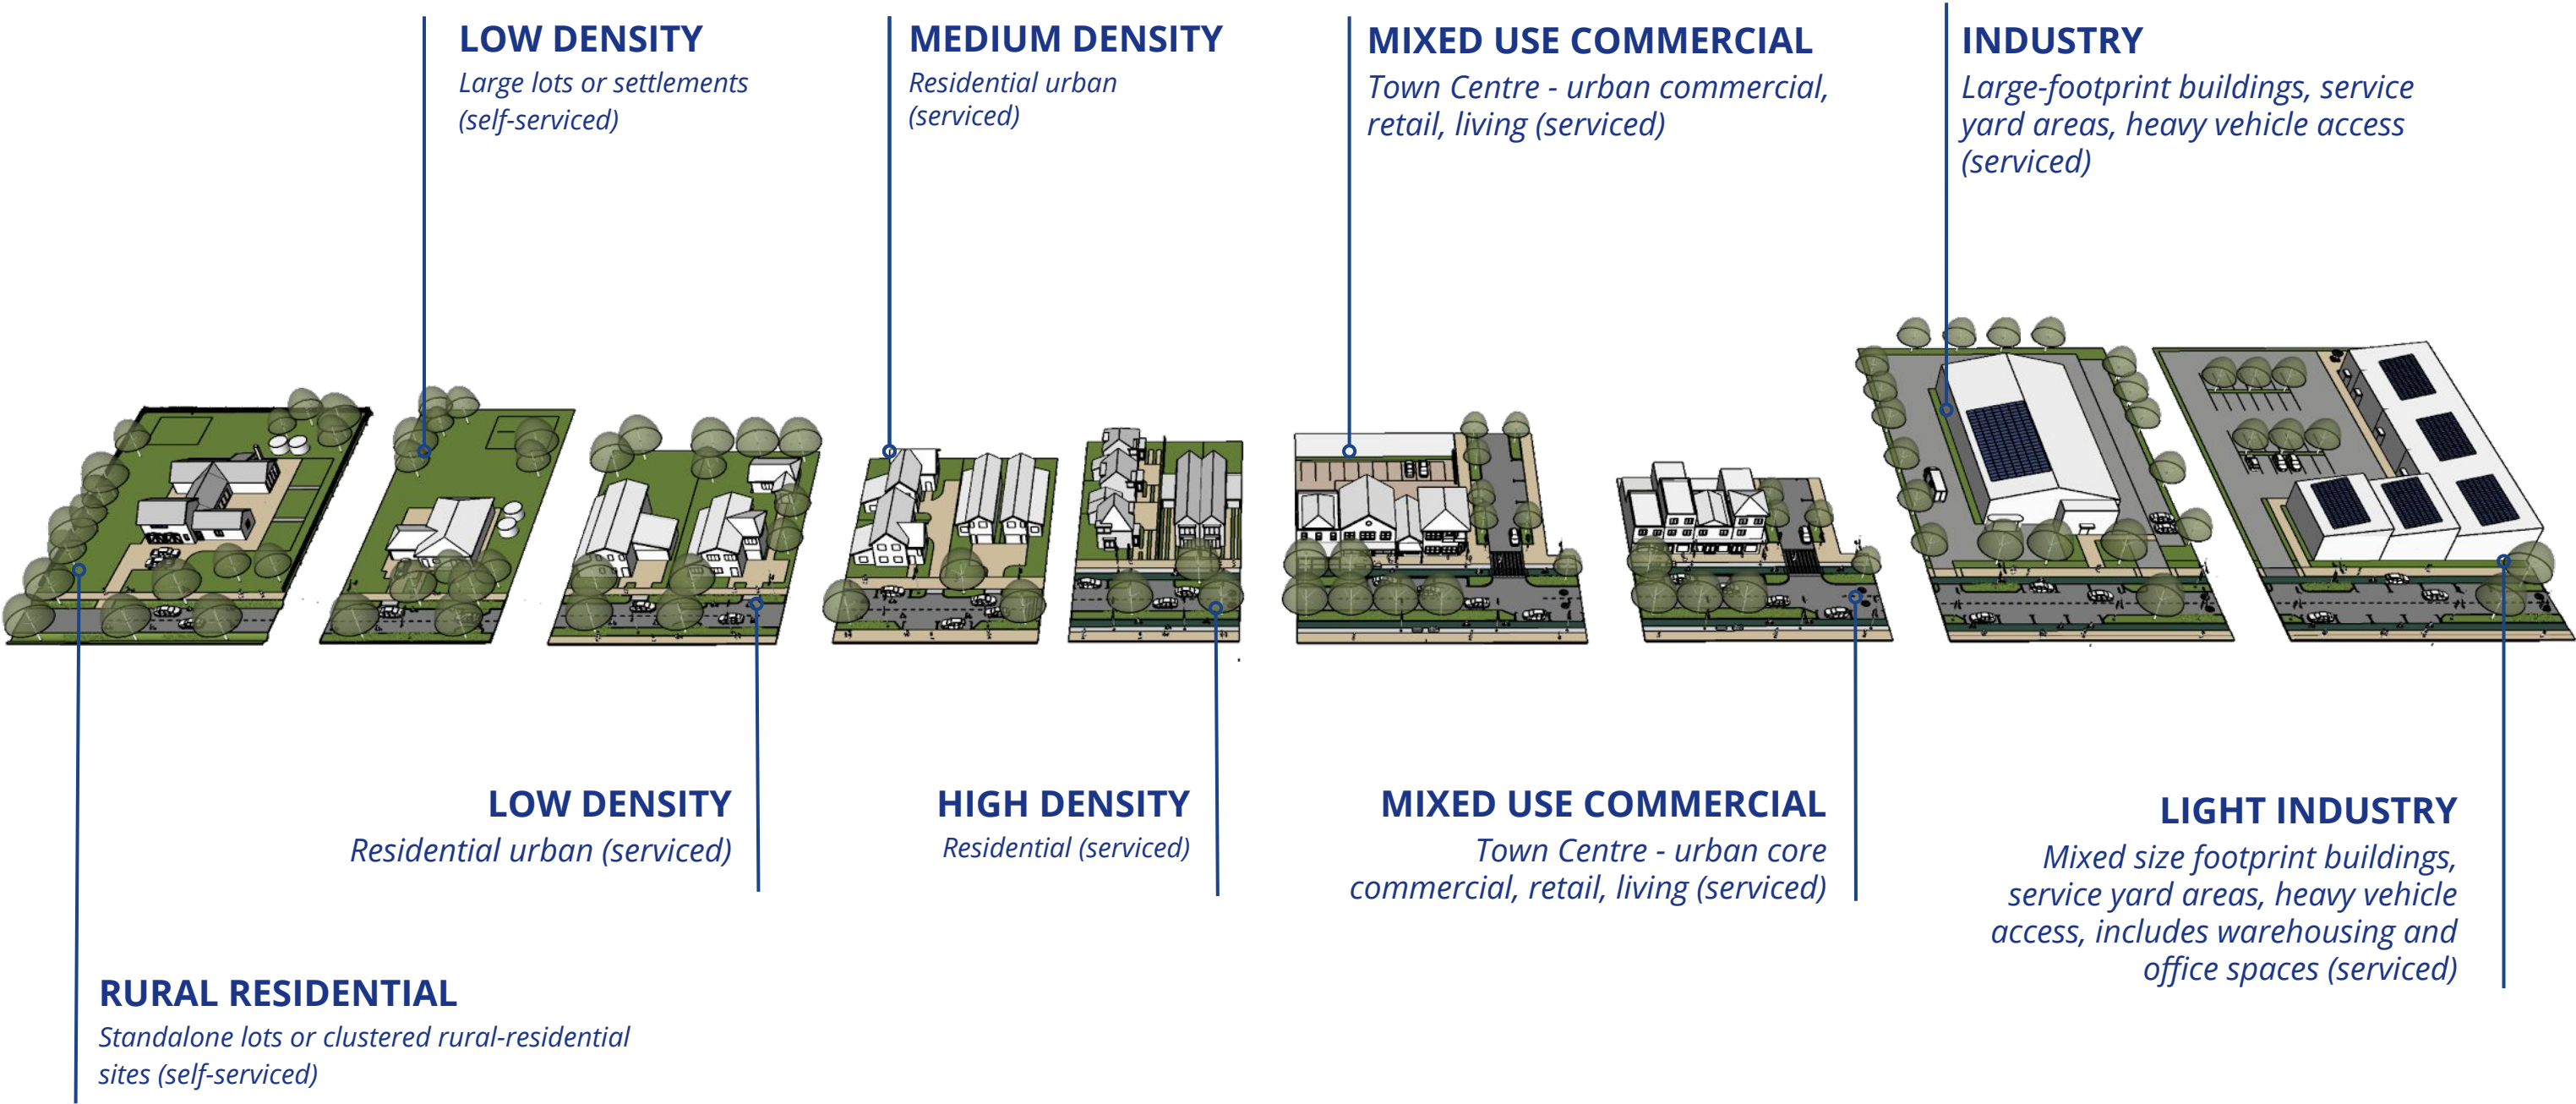 LOW DENSITY
Large lots or settlements
(self-serviced)
MEDIUM DENSITY
Residential urban
(serviced)
MIXED USE COMMERCIAL
Town Centre - urban commercial,
retail, living (serviced)
INDUSTRY
Large-footprint buildings, service
yard areas, heavy vehicle access
(serviced)
LOW DENSITY
Residential urban (serviced)
HIGH DENSITY
Residential (serviced)
MIXED USE COMMERCIAL
Town Centre - urban core
commercial, retail, living (serviced)
LIGHT INDUSTRY
Mixed size footprint buildings,
service yard areas, heavy vehicle
access, includes warehousing and
office spaces (serviced)
RURAL RESIDENTIAL
Standalone lots or clustered rural-residential
sites (self-serviced)